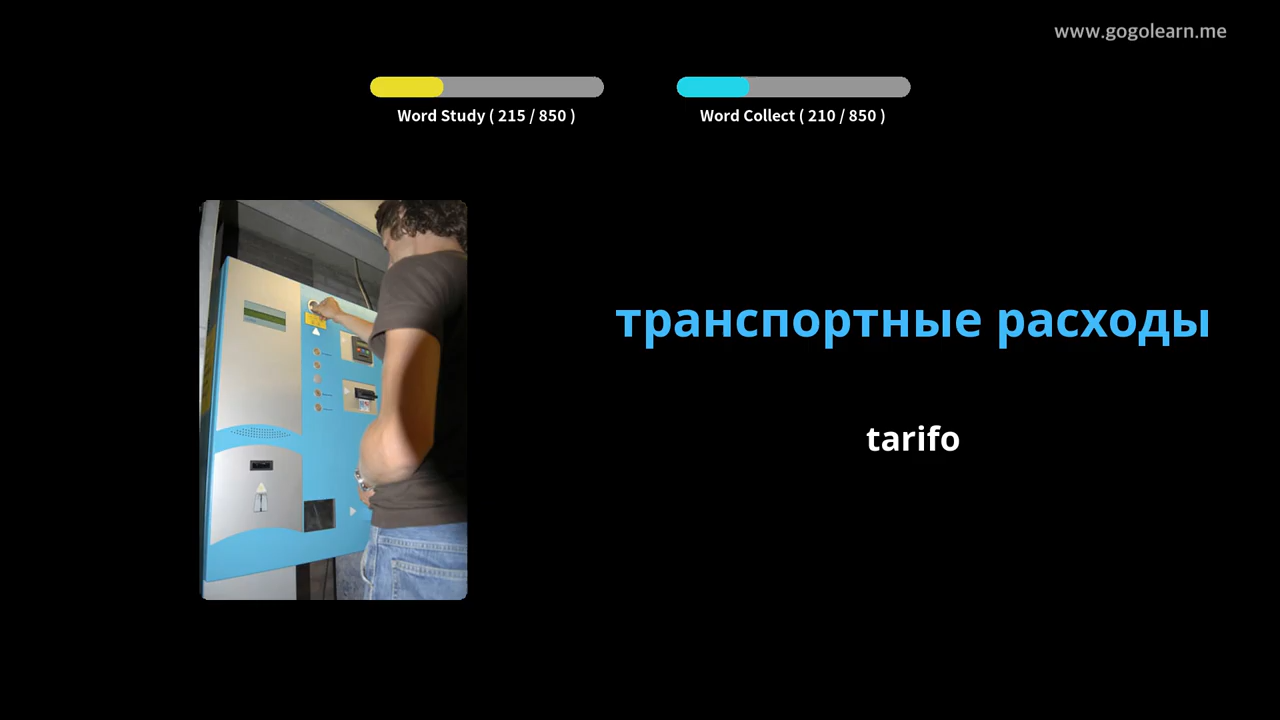 www.gogolearn.me
Word Study ( 215 / 850 )
Word Collect ( 210 / 850 )
транспортные расходы
tarifo